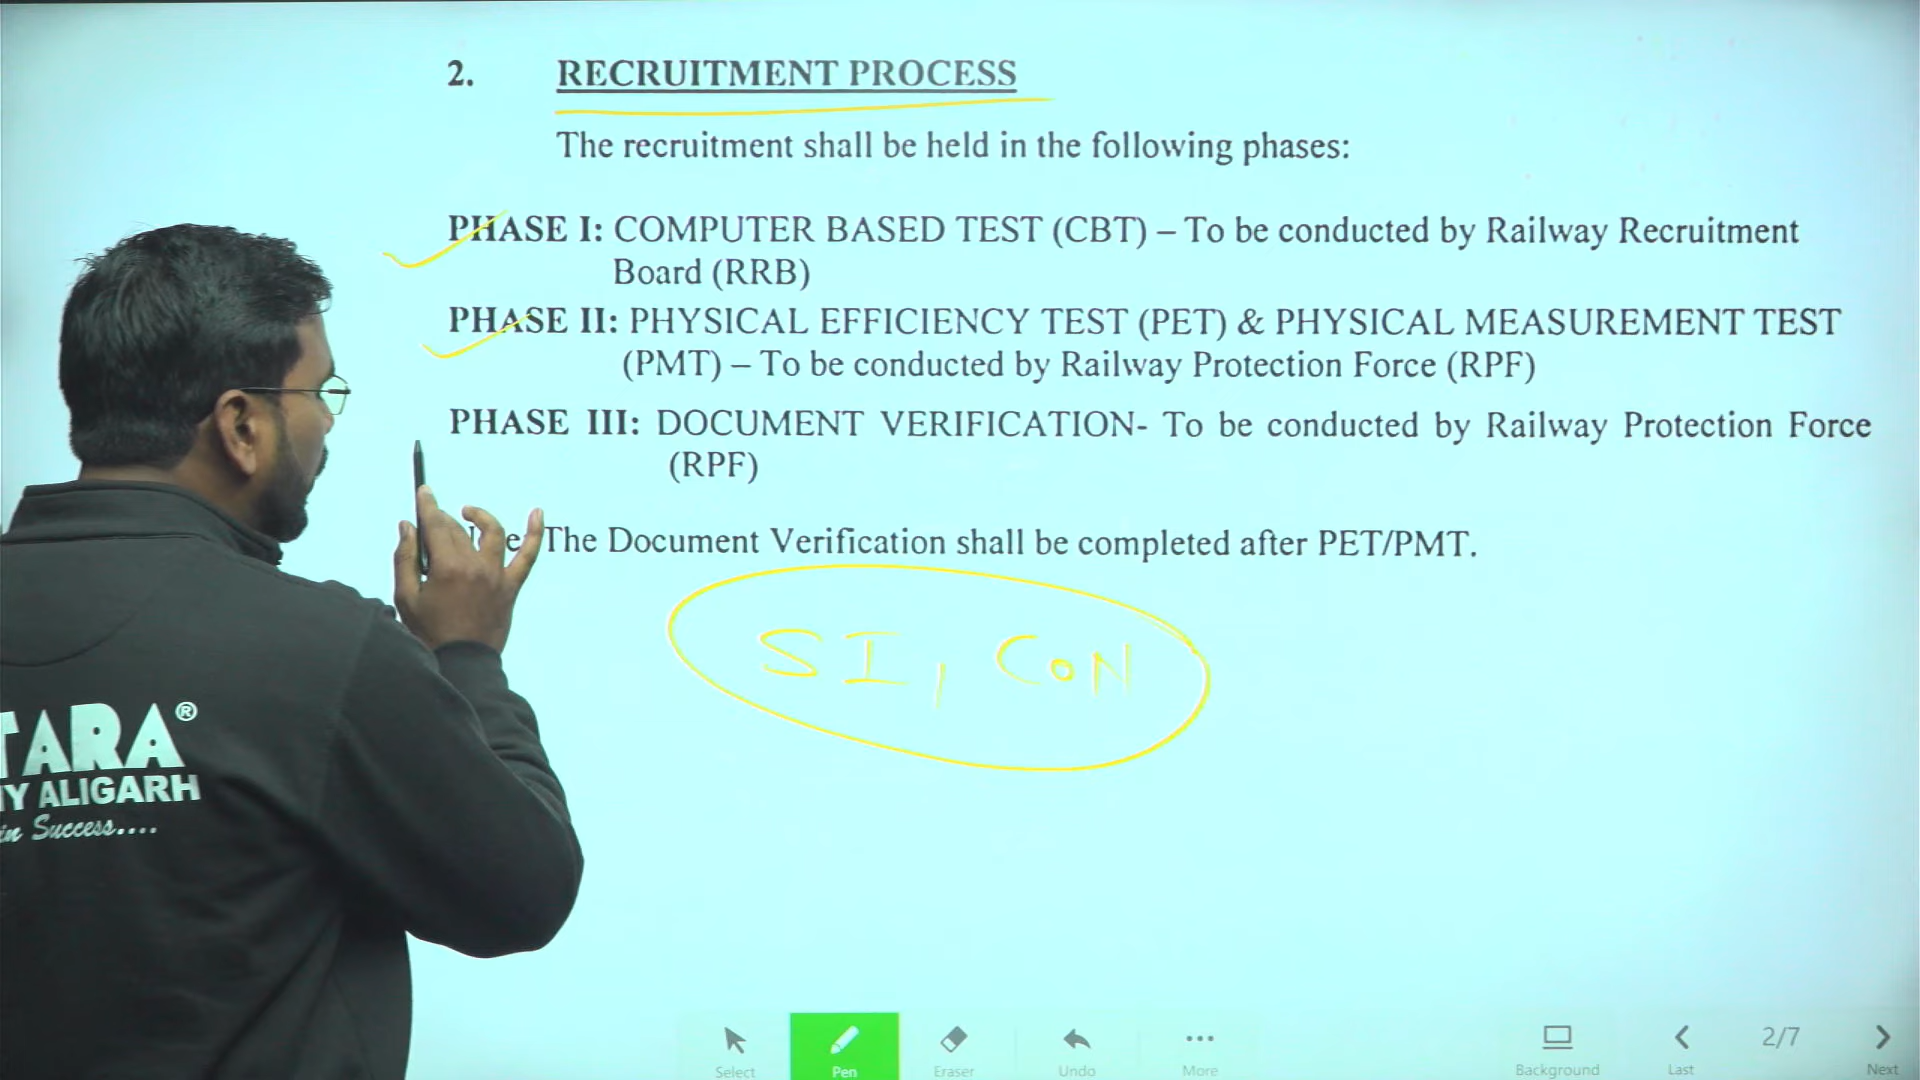 2. RECRUITMENT PROCESS
The recruitment shall be held in the following phases:
PHASE I: COMPUTER BASED TEST (CBT) – To be conducted by Railway Recruitment
Board (RRB)
PHASE II: PHYSICAL EFFICIENCY TEST (PET) & PHYSICAL MEASUREMENT TEST
(PMT) – To be conducted by Railway Protection Force (RPF)
PHASE III: DOCUMENT VERIFICATION- To be conducted by Railway Protection Force
(RPF)
The Document Verification shall be completed after PET/PMT.
SI, CON
TARA®
NY ALIGARH
in Success....
Select Pen Eraser Undo More Background Last 2/7 Next